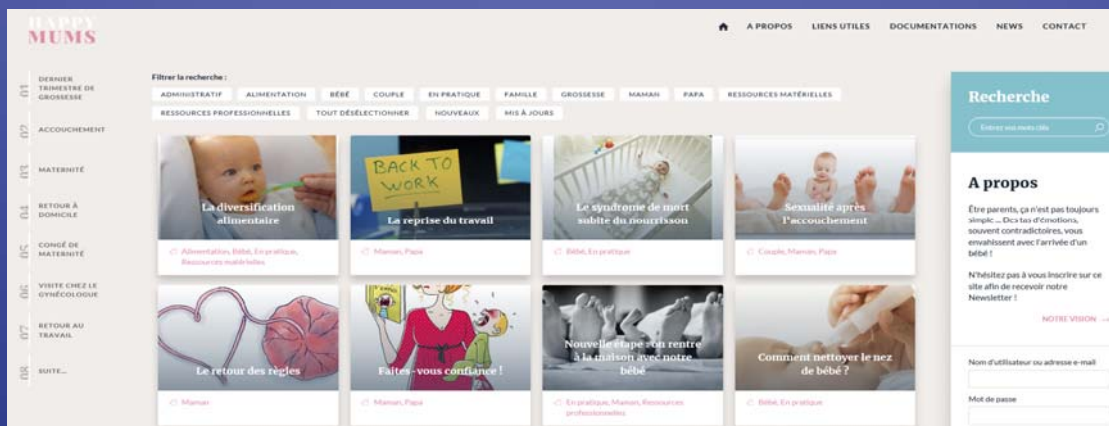 HAPPY
MUMS
A PROPOS
LIENS UTILES
DOCUMENTATIONS
NEWS
CONTACT
01
DERNIER
TRIMESTRE DE
GROSSESSE
02
ACCOUCHEMENT
03
MATERNITÉ
04
RETOUR À
DOMICILE
05
CONGÉ DE
MATERNITÉ
06
VISITE CHEZ LE
GYNÉCOLOGUE
07
RETOUR AU
TRAVAIL
08
SUITE...
Filtrer la recherche :
ADMINISTRATIF
ALIMENTATION
BÉBÉ
COUPLE
EN PRATIQUE
FAMILLE
GROSSESSE
MAMAN
PAPA
RESSOURCES MATÉRIELLES
RESSOURCES PROFESSIONNELLES
TOUT DÉSÉLECTIONNER
NOUVEAUX
MIS À JOURS
La diversification
alimentaire
Alimentation, Bébé, En pratique,
Ressources matérielles
BACK TO
WORK
La reprise du travail
Maman, Papa
Le syndrome de mort
subite du nourrisson
Bébé, En pratique
Sexualité après
l'accouchement
Couple, Maman, Papa
Le retour des règles
Maman
Faites-vous confiance !
Maman, Papa
Nouvelle étape : on rentre
à la maison avec notre
bébé
En pratique, Maman, Ressources
professionnelles
Comment nettoyer le nez
de bébé ?
Bébé, En pratique
Recherche
Entrez vos mots clés
A propos
Être parents, ça n'est pas toujours
simple ... Des tas d'émotions,
souvent contradictoires, vous
envahissent avec l'arrivée d'un
bébé !
N'hésitez pas à vous inscrire sur ce
site afin de recevoir notre
Newsletter !
NOTRE VISION
Nom d'utilisateur ou adresse e-mail
Mot de passe